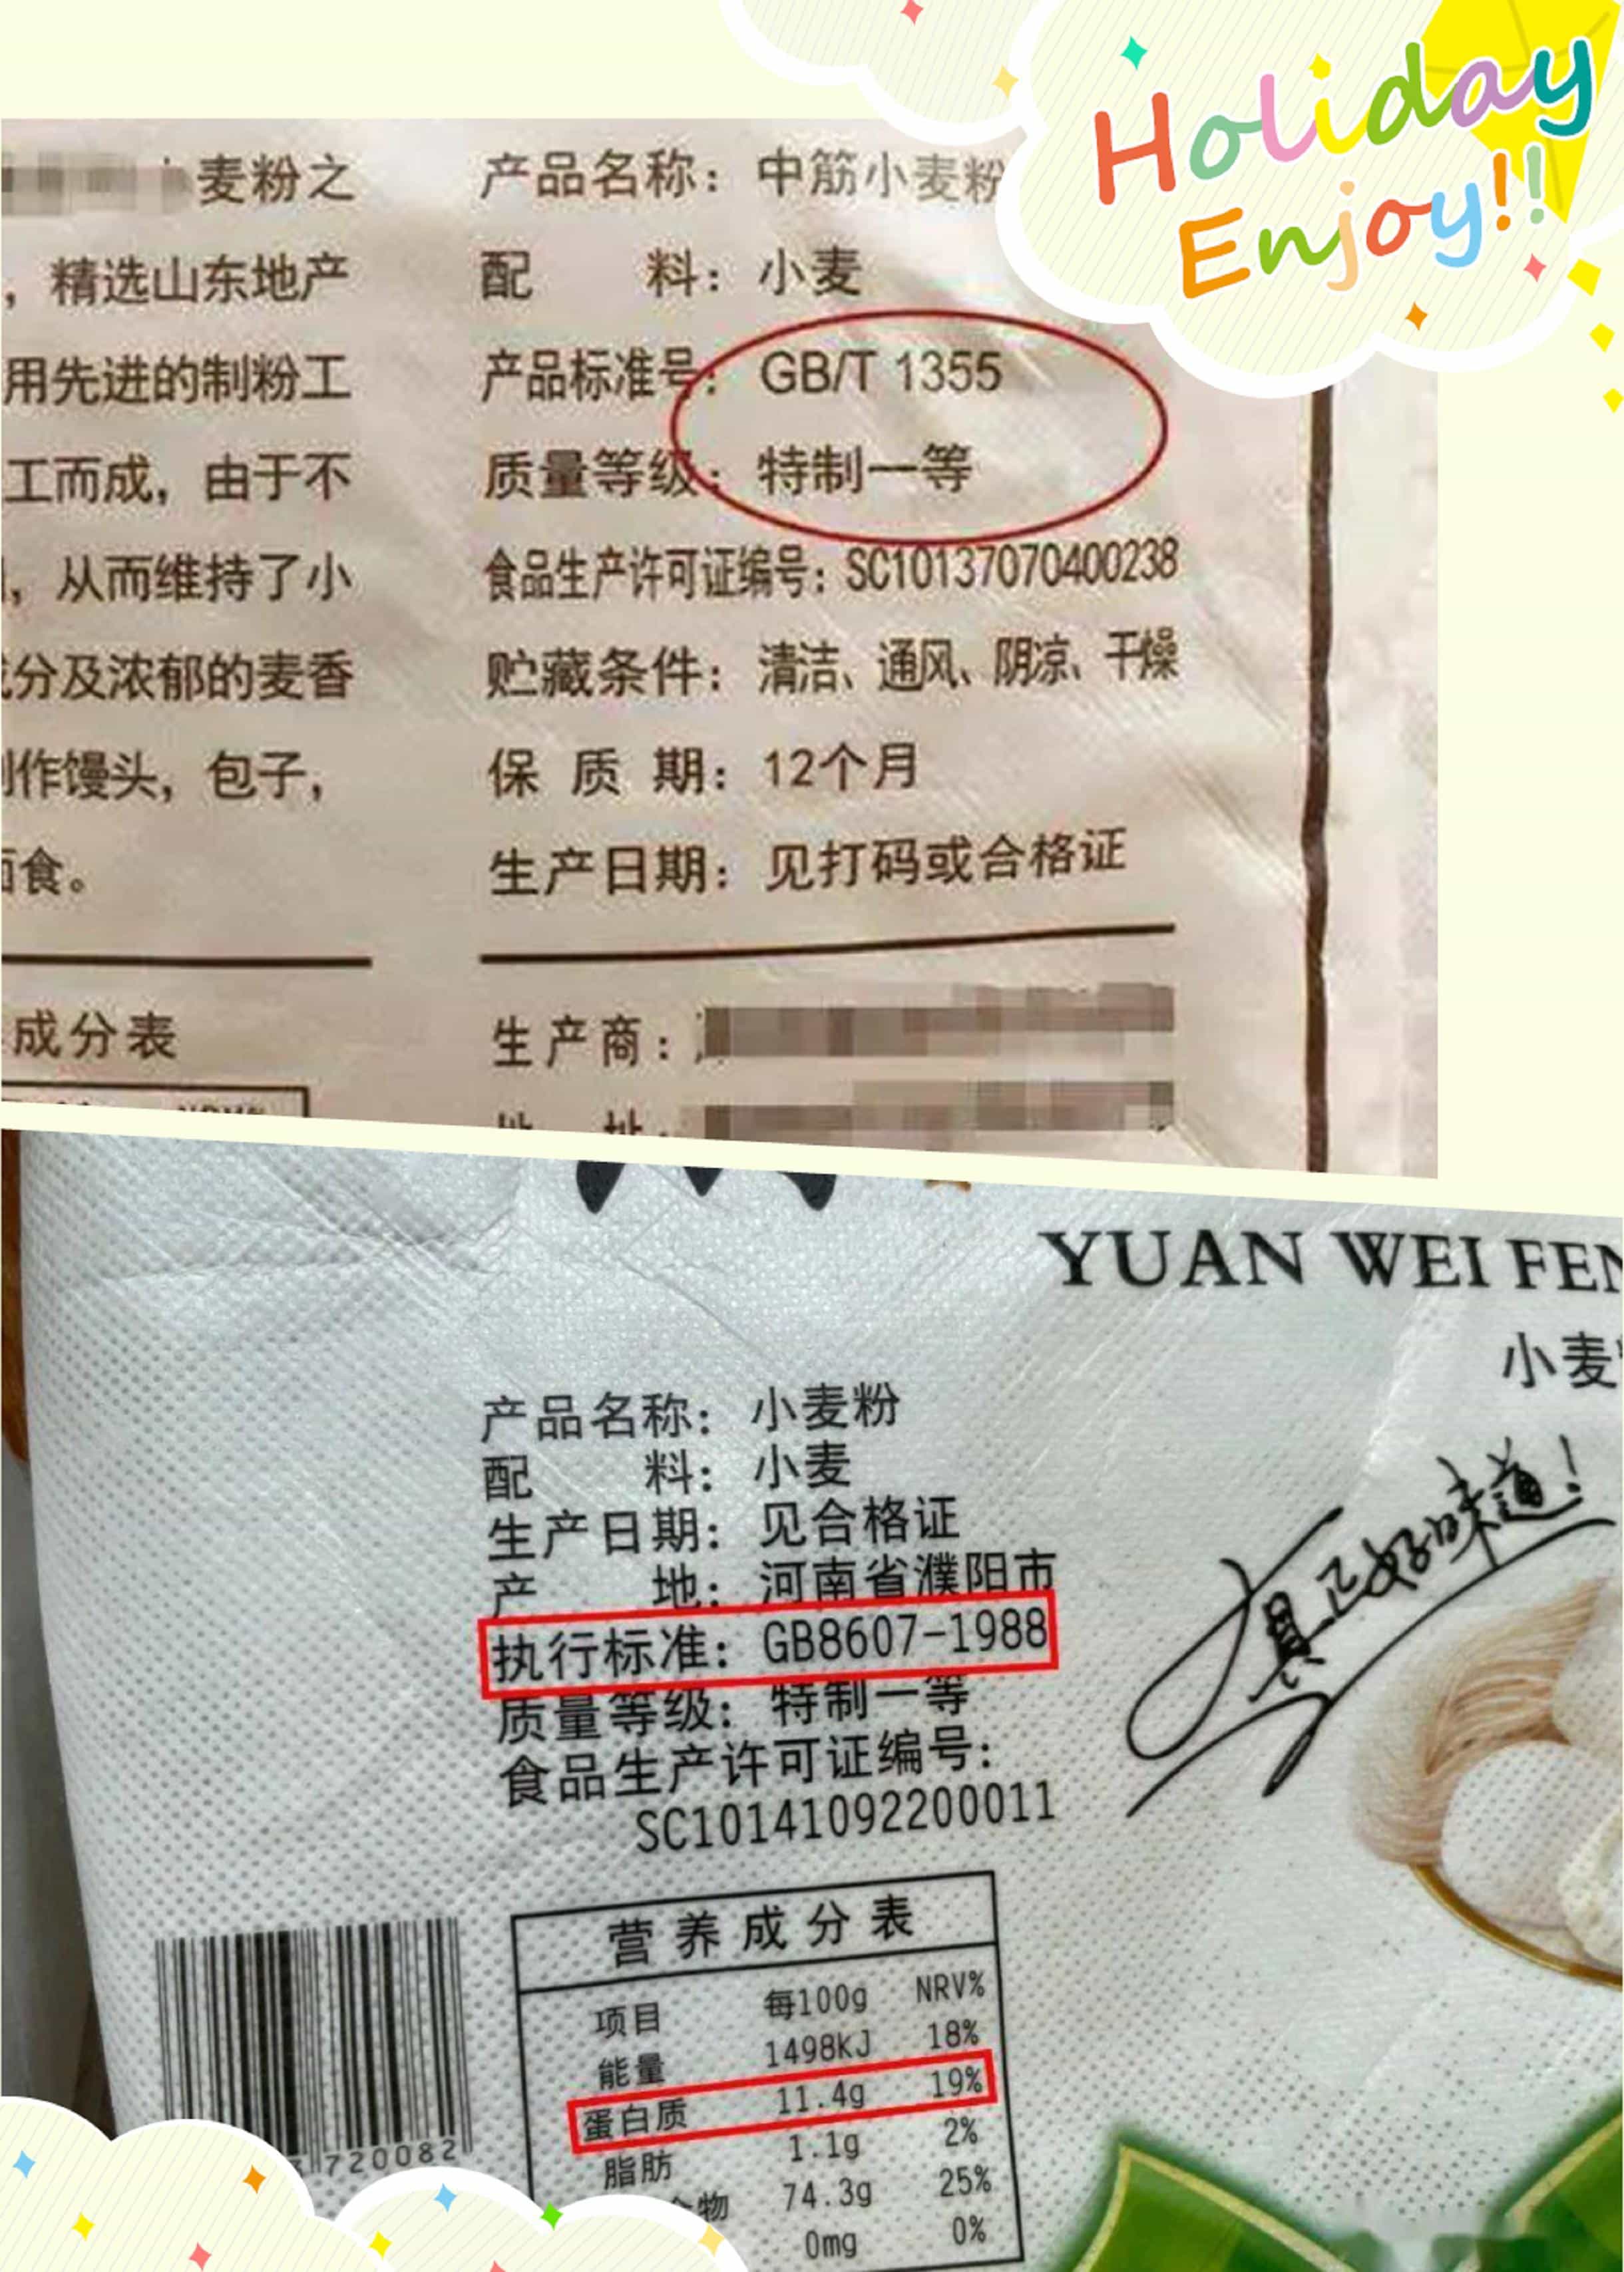 Holiday
Enjoy!!
麦粉之
，精选山东地产
用先进的制粉工
工而成，由于不
，从而维持了小
分及浓郁的麦香
作馒头，包子，
食。
成分表
产品名称：中筋小麦粉
配 料：小麦
产品标准号：GB/T 1355
质量等级：特制一等
食品生产许可证编号：SC10137070400238
贮藏条件：清洁、通风、阴凉、干燥
保质期：12个月
生产日期：见打码或合格证
生产商：
地 址：
YUAN WEI FEN
小麦
产品名称：小麦粉
配 料：小麦
生产日期：见合格证
产 地：河南省濮阳市
执行标准：GB8607-1988
质量等级：特制一等
食品生产许可证编号：
SC10141092200011
真正好味道！
营养成分表
项目 每100g NRV%
能量 1498KJ 18%
蛋白质 11.4g 19%
脂肪 1.1g 2%
物 74.3g 25%
0mg 0%
720082